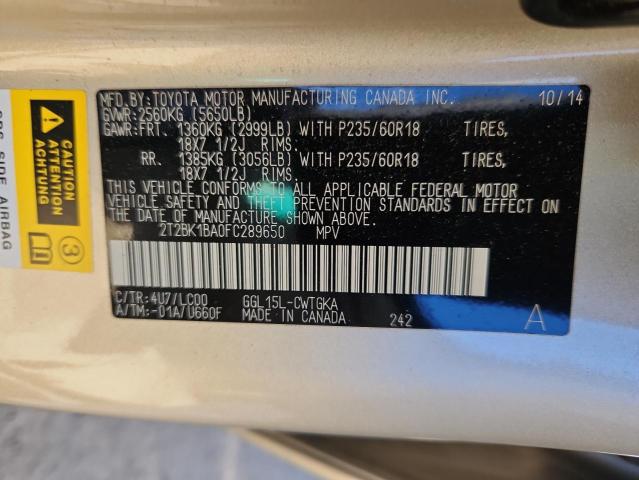 MFD.BY:TOYOTA MOTOR MANUFACTURING CANADA INC. 10/14
GVWR:2560KG (5650LB)
GAWR:FRT. 1360KG (2999LB) WITH P235/60R18 TIRES,
18X7 1/2J RIMS.
RR. 1385KG (3056LB) WITH P235/60R18 TIRES,
18X7 1/2J RIMS.
THIS VEHICLE CONFORMS TO ALL APPLICABLE FEDERAL MOTOR
VEHICLE SAFETY AND THEFT PREVENTION STANDARDS IN EFFECT ON
THE DATE OF MANUFACTURE SHOWN ABOVE.
2T2BK1BA0FC289650 MPV
C/TR:4U7/LC00 GGL15L-CWTGKA
A/TM:-01A/U660F MADE IN CANADA 242 A
SRS SIDE AIRBAG
CAUTION
ATTENTION
ACHTUNG
3